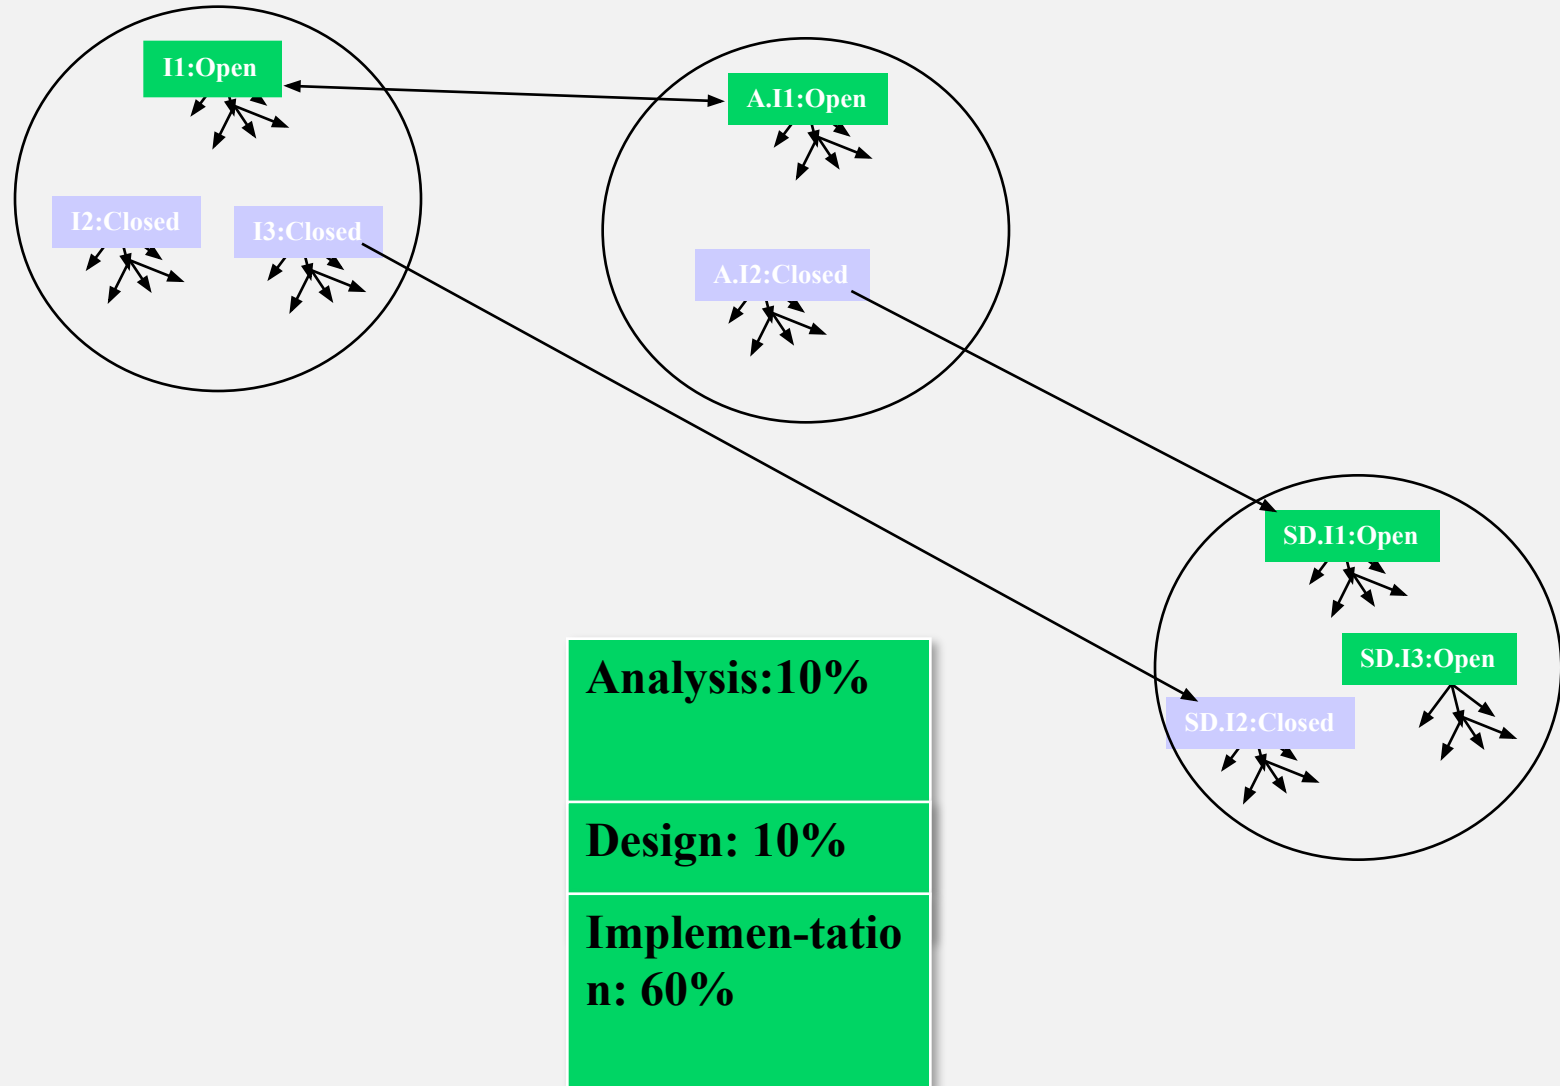 I1:Open
A.I1:Open
I2:Closed
I3:Closed
A.I2:Closed
SD.I1:Open
SD.I3:Open
SD.I2:Closed
Analysis:10%
Design: 10%
Implemen-tatio
n: 60%